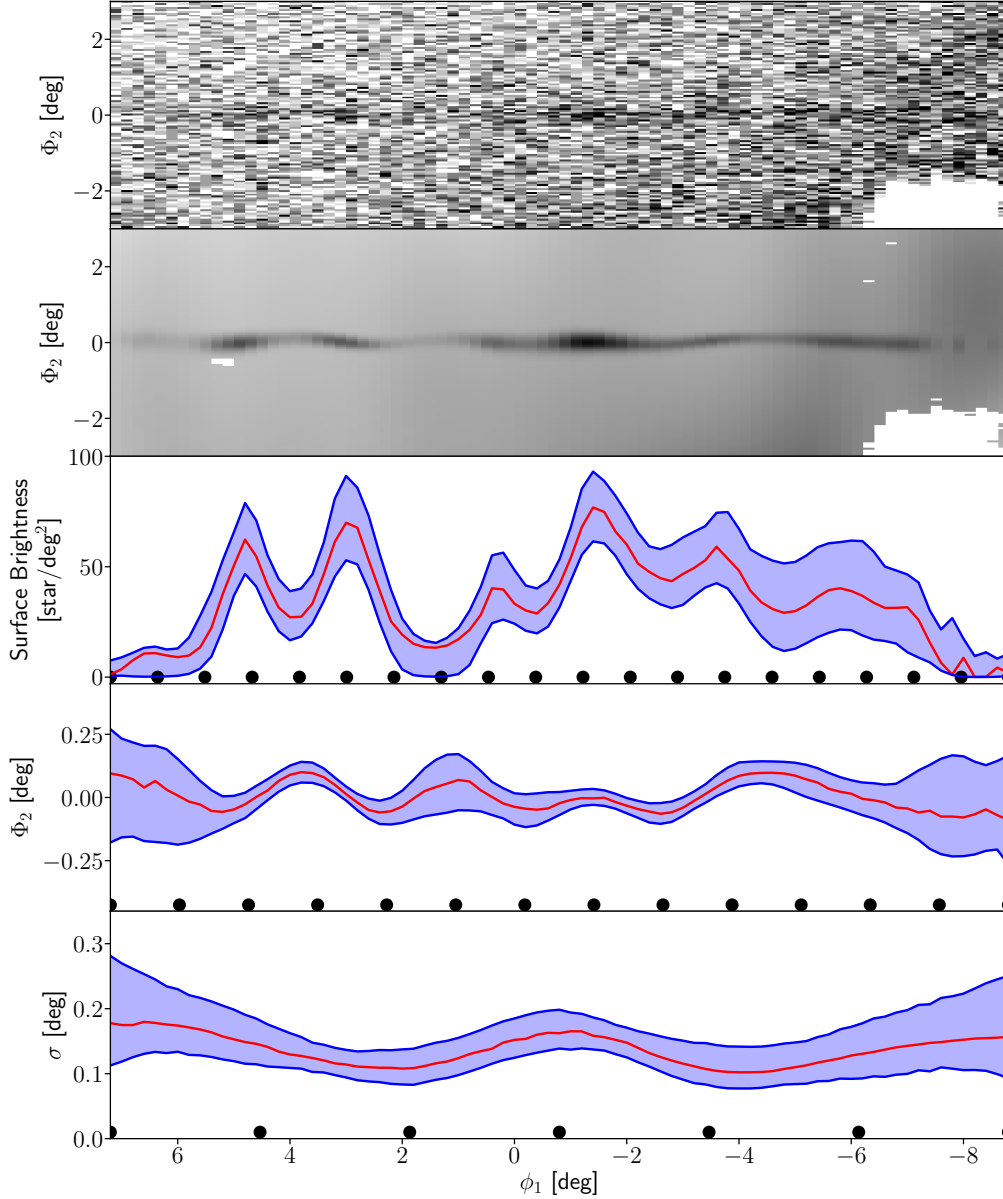 2
0
−2
Φ₂ [deg]
2
0
−2
Φ₂ [deg]
100
50
0
Surface Brightness
[star/deg²]
0.25
0.00
−0.25
Φ₂ [deg]
0.3
0.2
0.1
0.0
σ [deg]
6 4 2 0 −2 −4 −6 −8
ϕ₁ [deg]